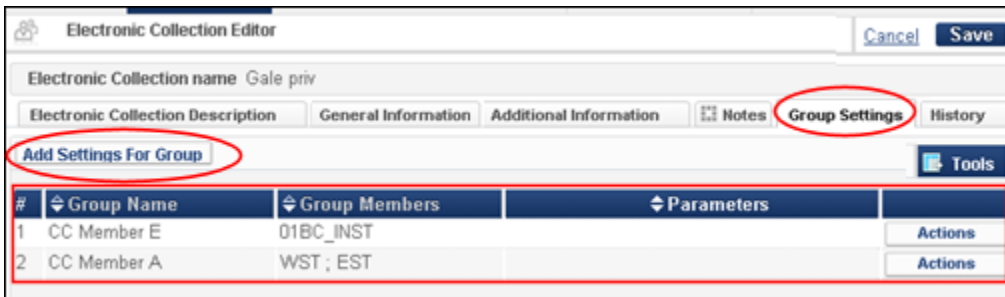 Electronic Collection Editor
Cancel Save
Electronic Collection name Gale priv
Electronic Collection Description General Information Additional Information Notes Group Settings History
Add Settings For Group
Tools
# Group Name Group Members Parameters
1 CC Member E 01BC_INST Actions
2 CC Member A WST ; EST Actions